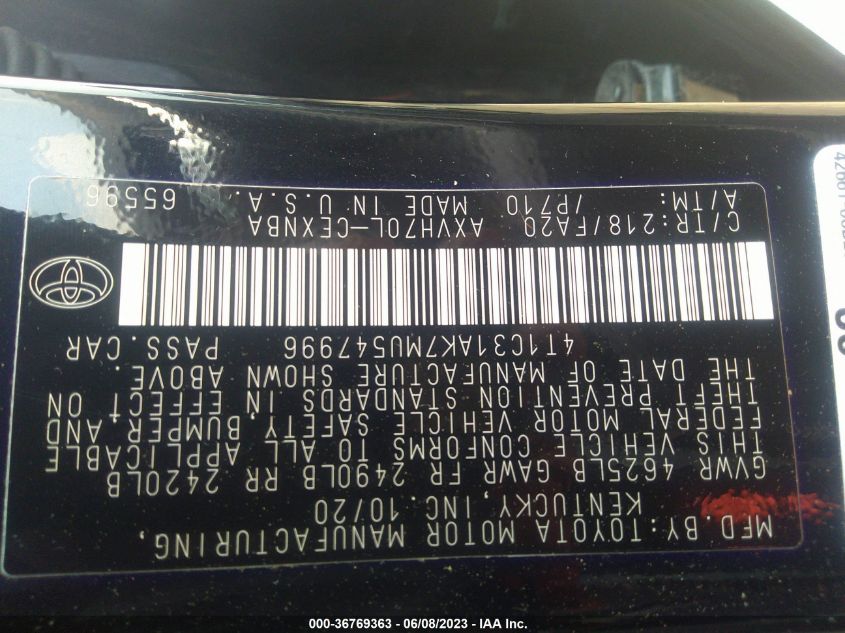 MFD.BY:TOYOTA MOTOR MANUFACTURING,
KENTUCKY, INC. 10/20
GVWR 4625LB GAWR FR 2490LB RR 2420LB
THIS VEHICLE CONFORMS TO ALL APPLICABLE
FEDERAL MOTOR VEHICLE SAFETY, BUMPER, AND
THEFT PREVENTION STANDARDS IN EFFECT ON
THE DATE OF MANUFACTURE SHOWN ABOVE.
4T1C31AK7MU547996 PASS. CAR
C/TR:218/FA20 AXVH70L-CEXNBA
A/TM: /P710 MADE IN U.S.A. 65596
000-36769363 - 06/08/2023 - IAA Inc.